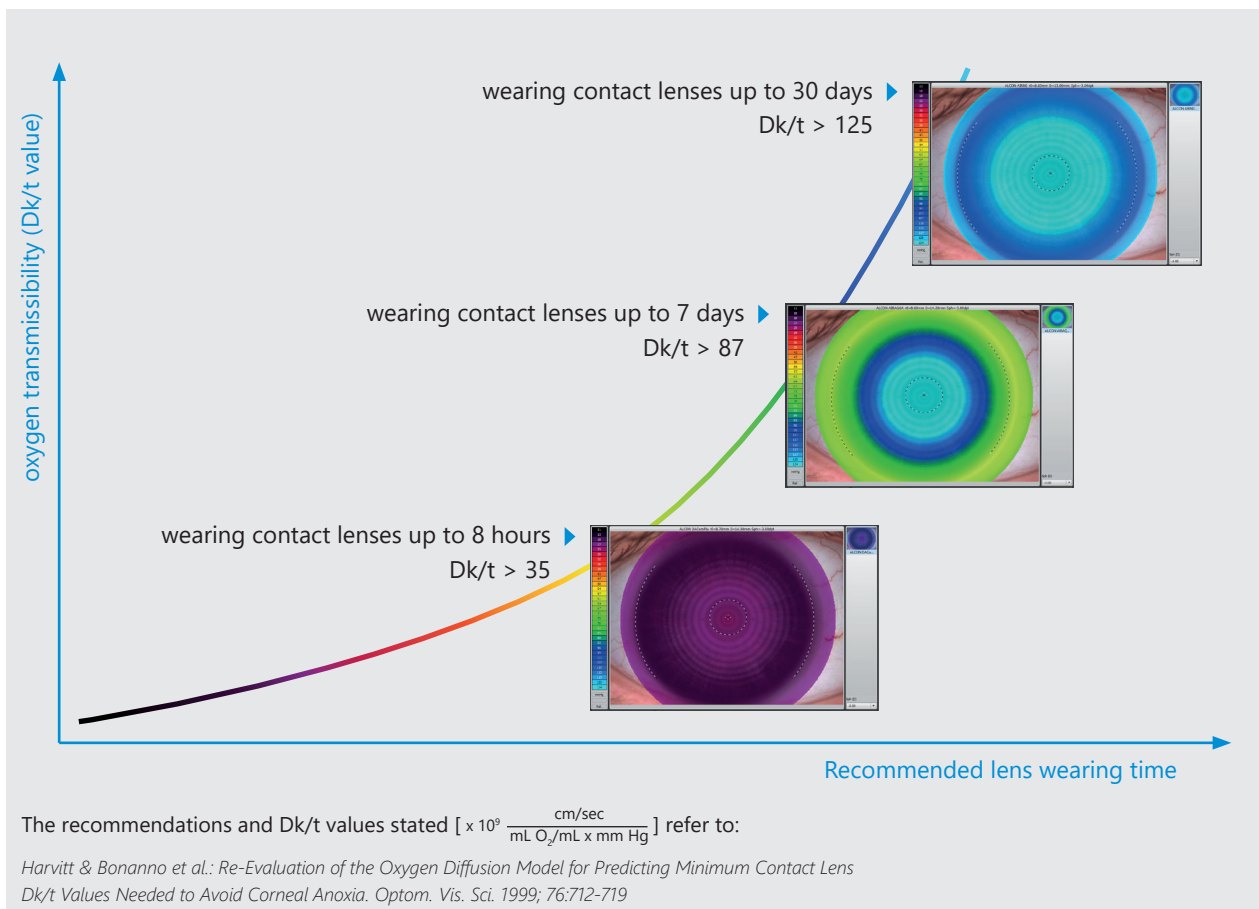 oxygen transmissibility (Dk/t value)
wearing contact lenses up to 30 days
Dk/t > 125
wearing contact lenses up to 7 days
Dk/t > 87
wearing contact lenses up to 8 hours
Dk/t > 35
Recommended lens wearing time
The recommendations and Dk/t values stated [ x 10⁹ cm/sec / mL O₂/mL x mm Hg ] refer to:
Harvitt & Bonanno et al.: Re-Evaluation of the Oxygen Diffusion Model for Predicting Minimum Contact Lens
Dk/t Values Needed to Avoid Corneal Anoxia. Optom. Vis. Sci. 1999; 76:712-719